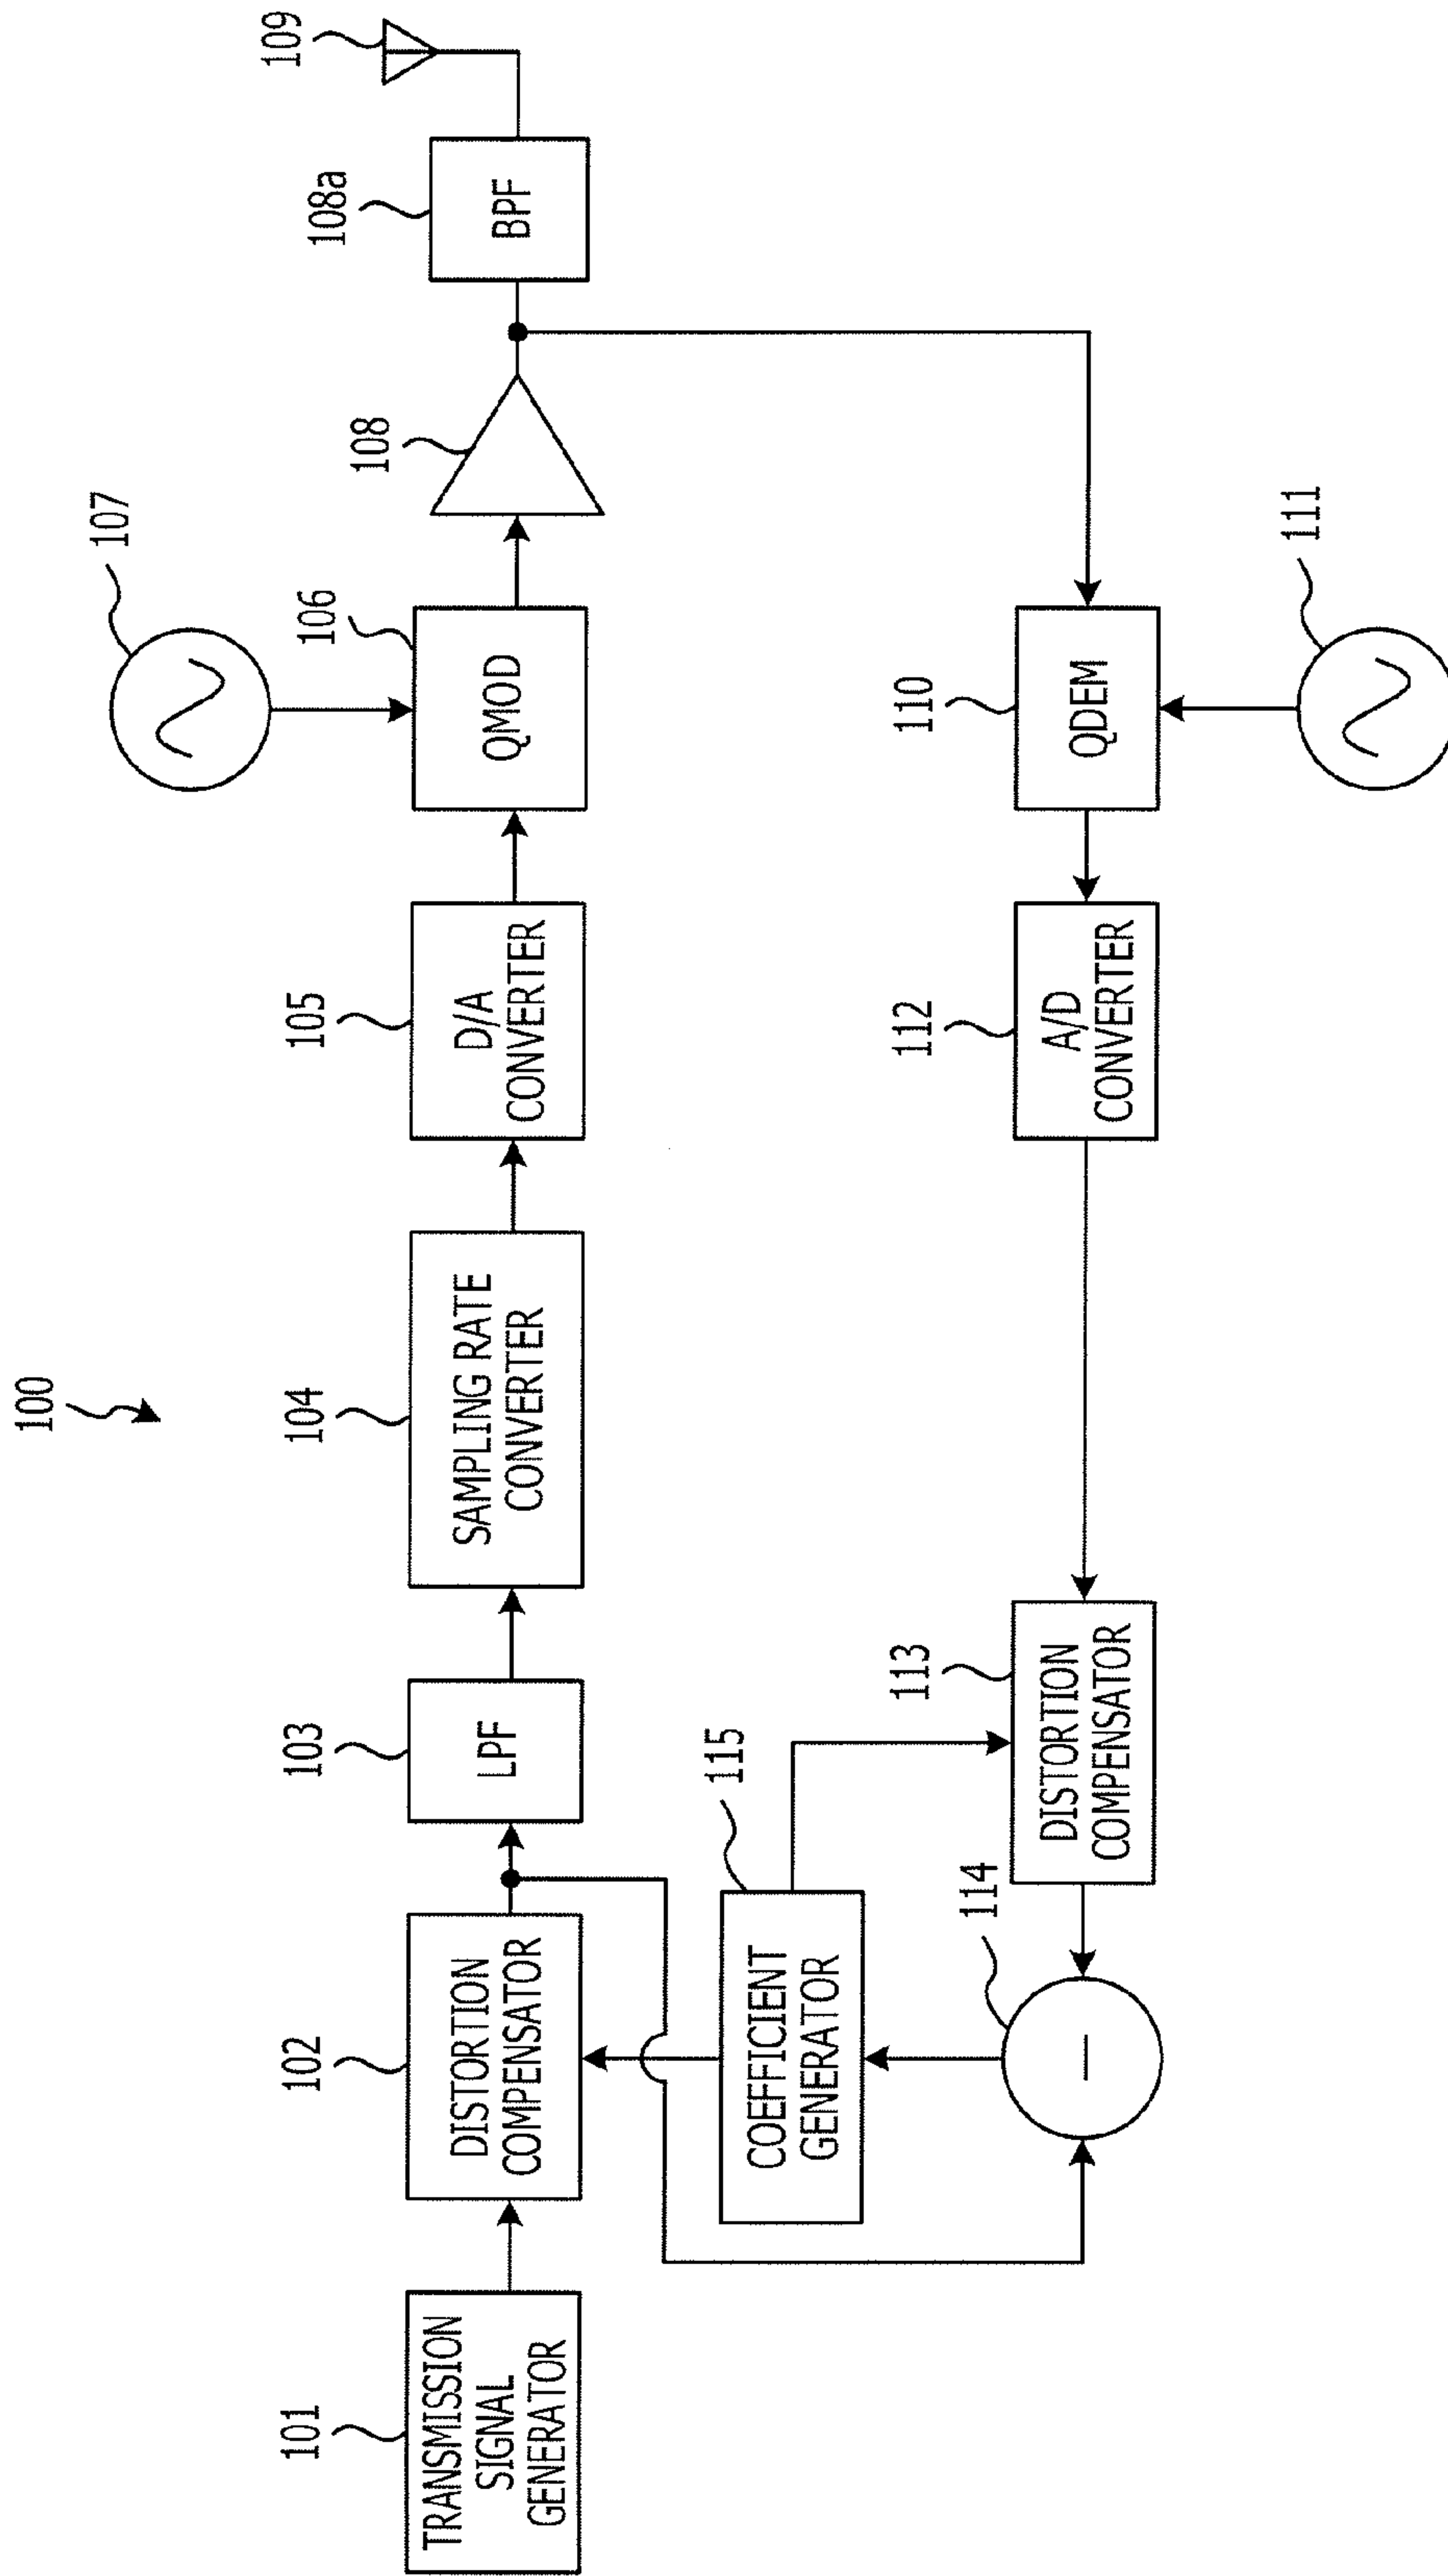 100
101
TRANSMISSION
SIGNAL
GENERATOR
102
DISTORTION
COMPENSATOR
103
LPF
104
SAMPLING RATE
CONVERTER
105
D/A
CONVERTER
106
QMOD
107
108
108a
BPF
109
110
QDEM
111
112
A/D
CONVERTER
113
DISTORTION
COMPENSATOR
114
115
COEFFICIENT
GENERATOR